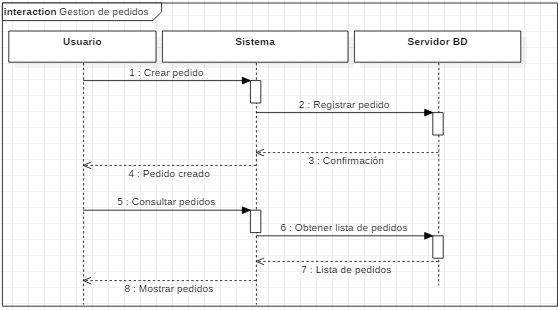 interaction Gestion de pedidos
Usuario
Sistema
Servidor BD
1 : Crear pedido
2 : Registrar pedido
3 : Confirmación
4 : Pedido creado
5 : Consultar pedidos
6 : Obtener lista de pedidos
7 : Lista de pedidos
8 : Mostrar pedidos